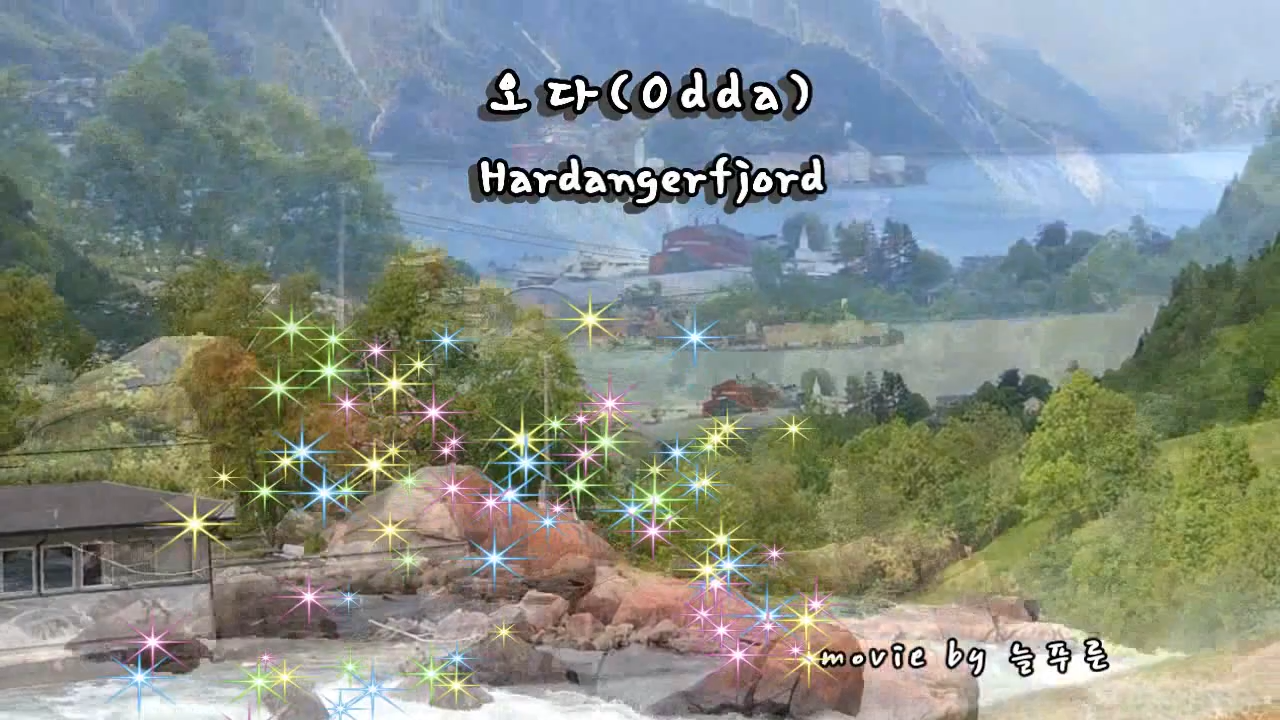 오다(Odda)
Hardangerfjord
movie by 늘푸른